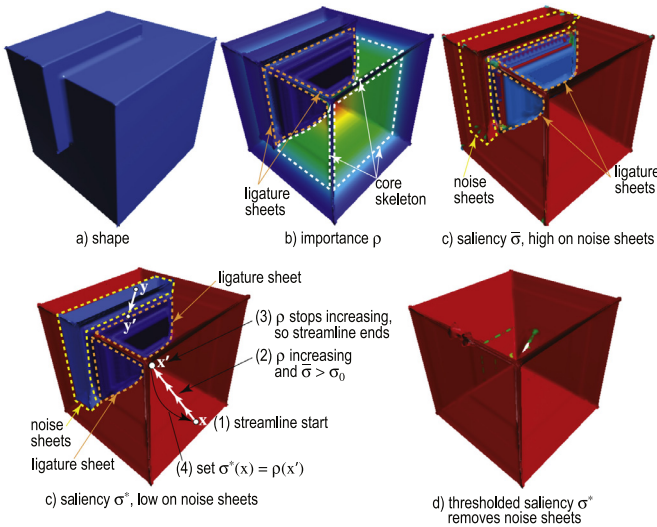 a) shape
ligature
sheets
core
skeleton
b) importance ρ
noise
sheets
ligature
sheets
c) saliency σ̅, high on noise sheets
y
y′
ligature sheet
(3) ρ stops increasing,
so streamline ends
x′
(2) ρ increasing
and σ̅ > σ₀
x
(1) streamline start
noise
sheets
ligature sheet
(4) set σ*(x) = ρ(x′)
c) saliency σ*, low on noise sheets
d) thresholded saliency σ*
removes noise sheets